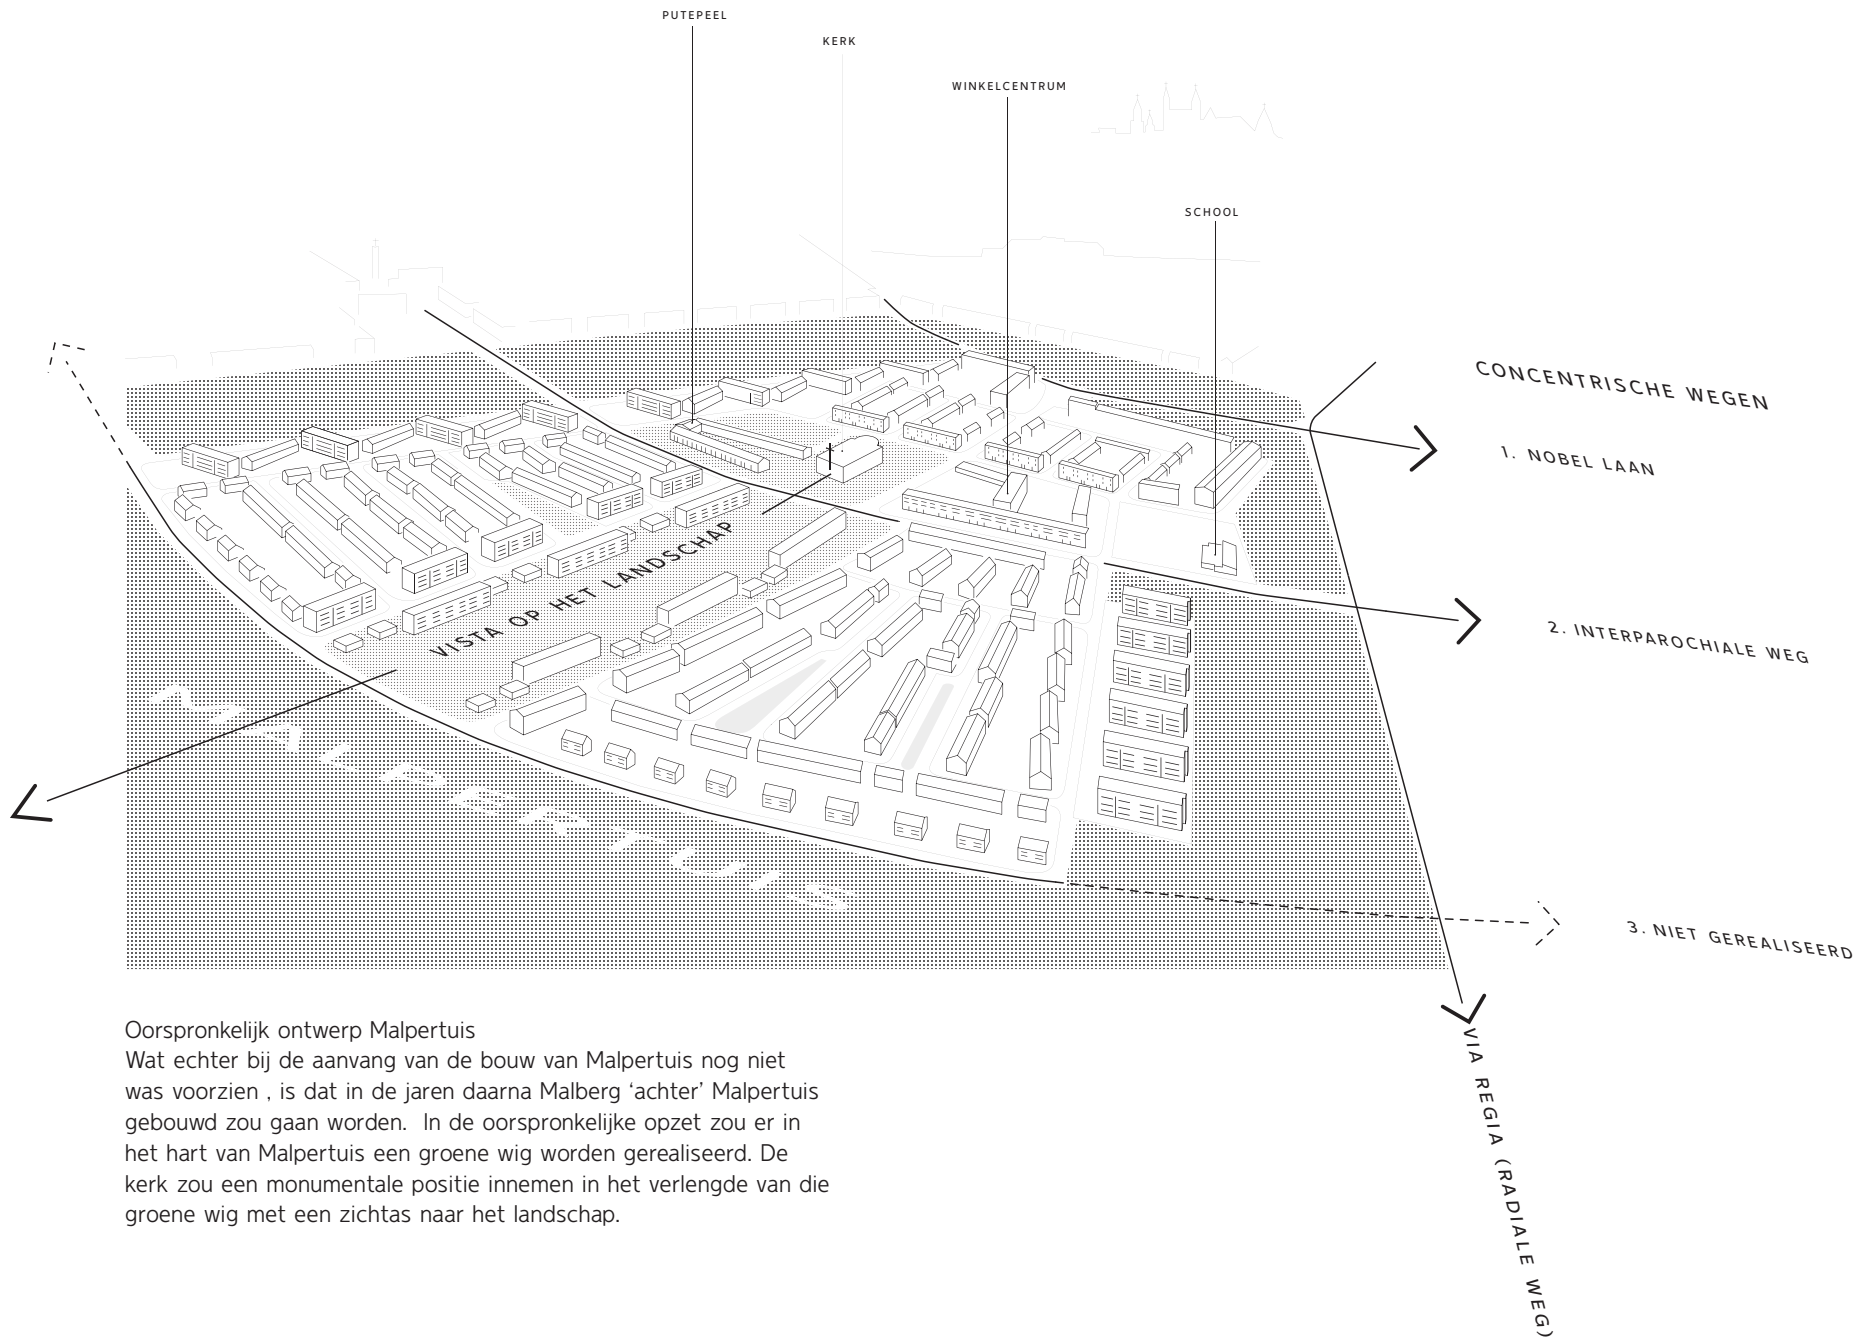 PUTEPEEL
KERK
WINKELCENTRUM
SCHOOL
CONCENTRISCHE WEGEN
1. NOBEL LAAN
2. INTERPAROCHIALE WEG
VISTA OP HET LANDSCHAP
MALPERTUIS
3. NIET GEREALISEERD
VIA REGIA (RADIALE WEG)
Oorspronkelijk ontwerp Malpertuis
Wat echter bij de aanvang van de bouw van Malpertuis nog niet
was voorzien , is dat in de jaren daarna Malberg ‘achter’ Malpertuis
gebouwd zou gaan worden.  In de oorspronkelijke opzet zou er in
het hart van Malpertuis een groene wig worden gerealiseerd. De
kerk zou een monumentale positie innemen in het verlengde van die
groene wig met een zichtas naar het landschap.